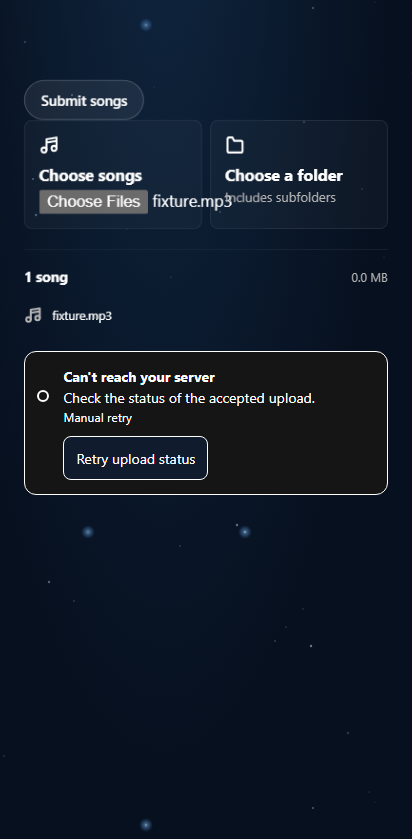 Submit songs
Choose songs
Choose Files fixture.mp3
Choose a folder
Includes subfolders
1 song
0.0 MB
fixture.mp3
Can't reach your server
Check the status of the accepted upload.
Manual retry
Retry upload status